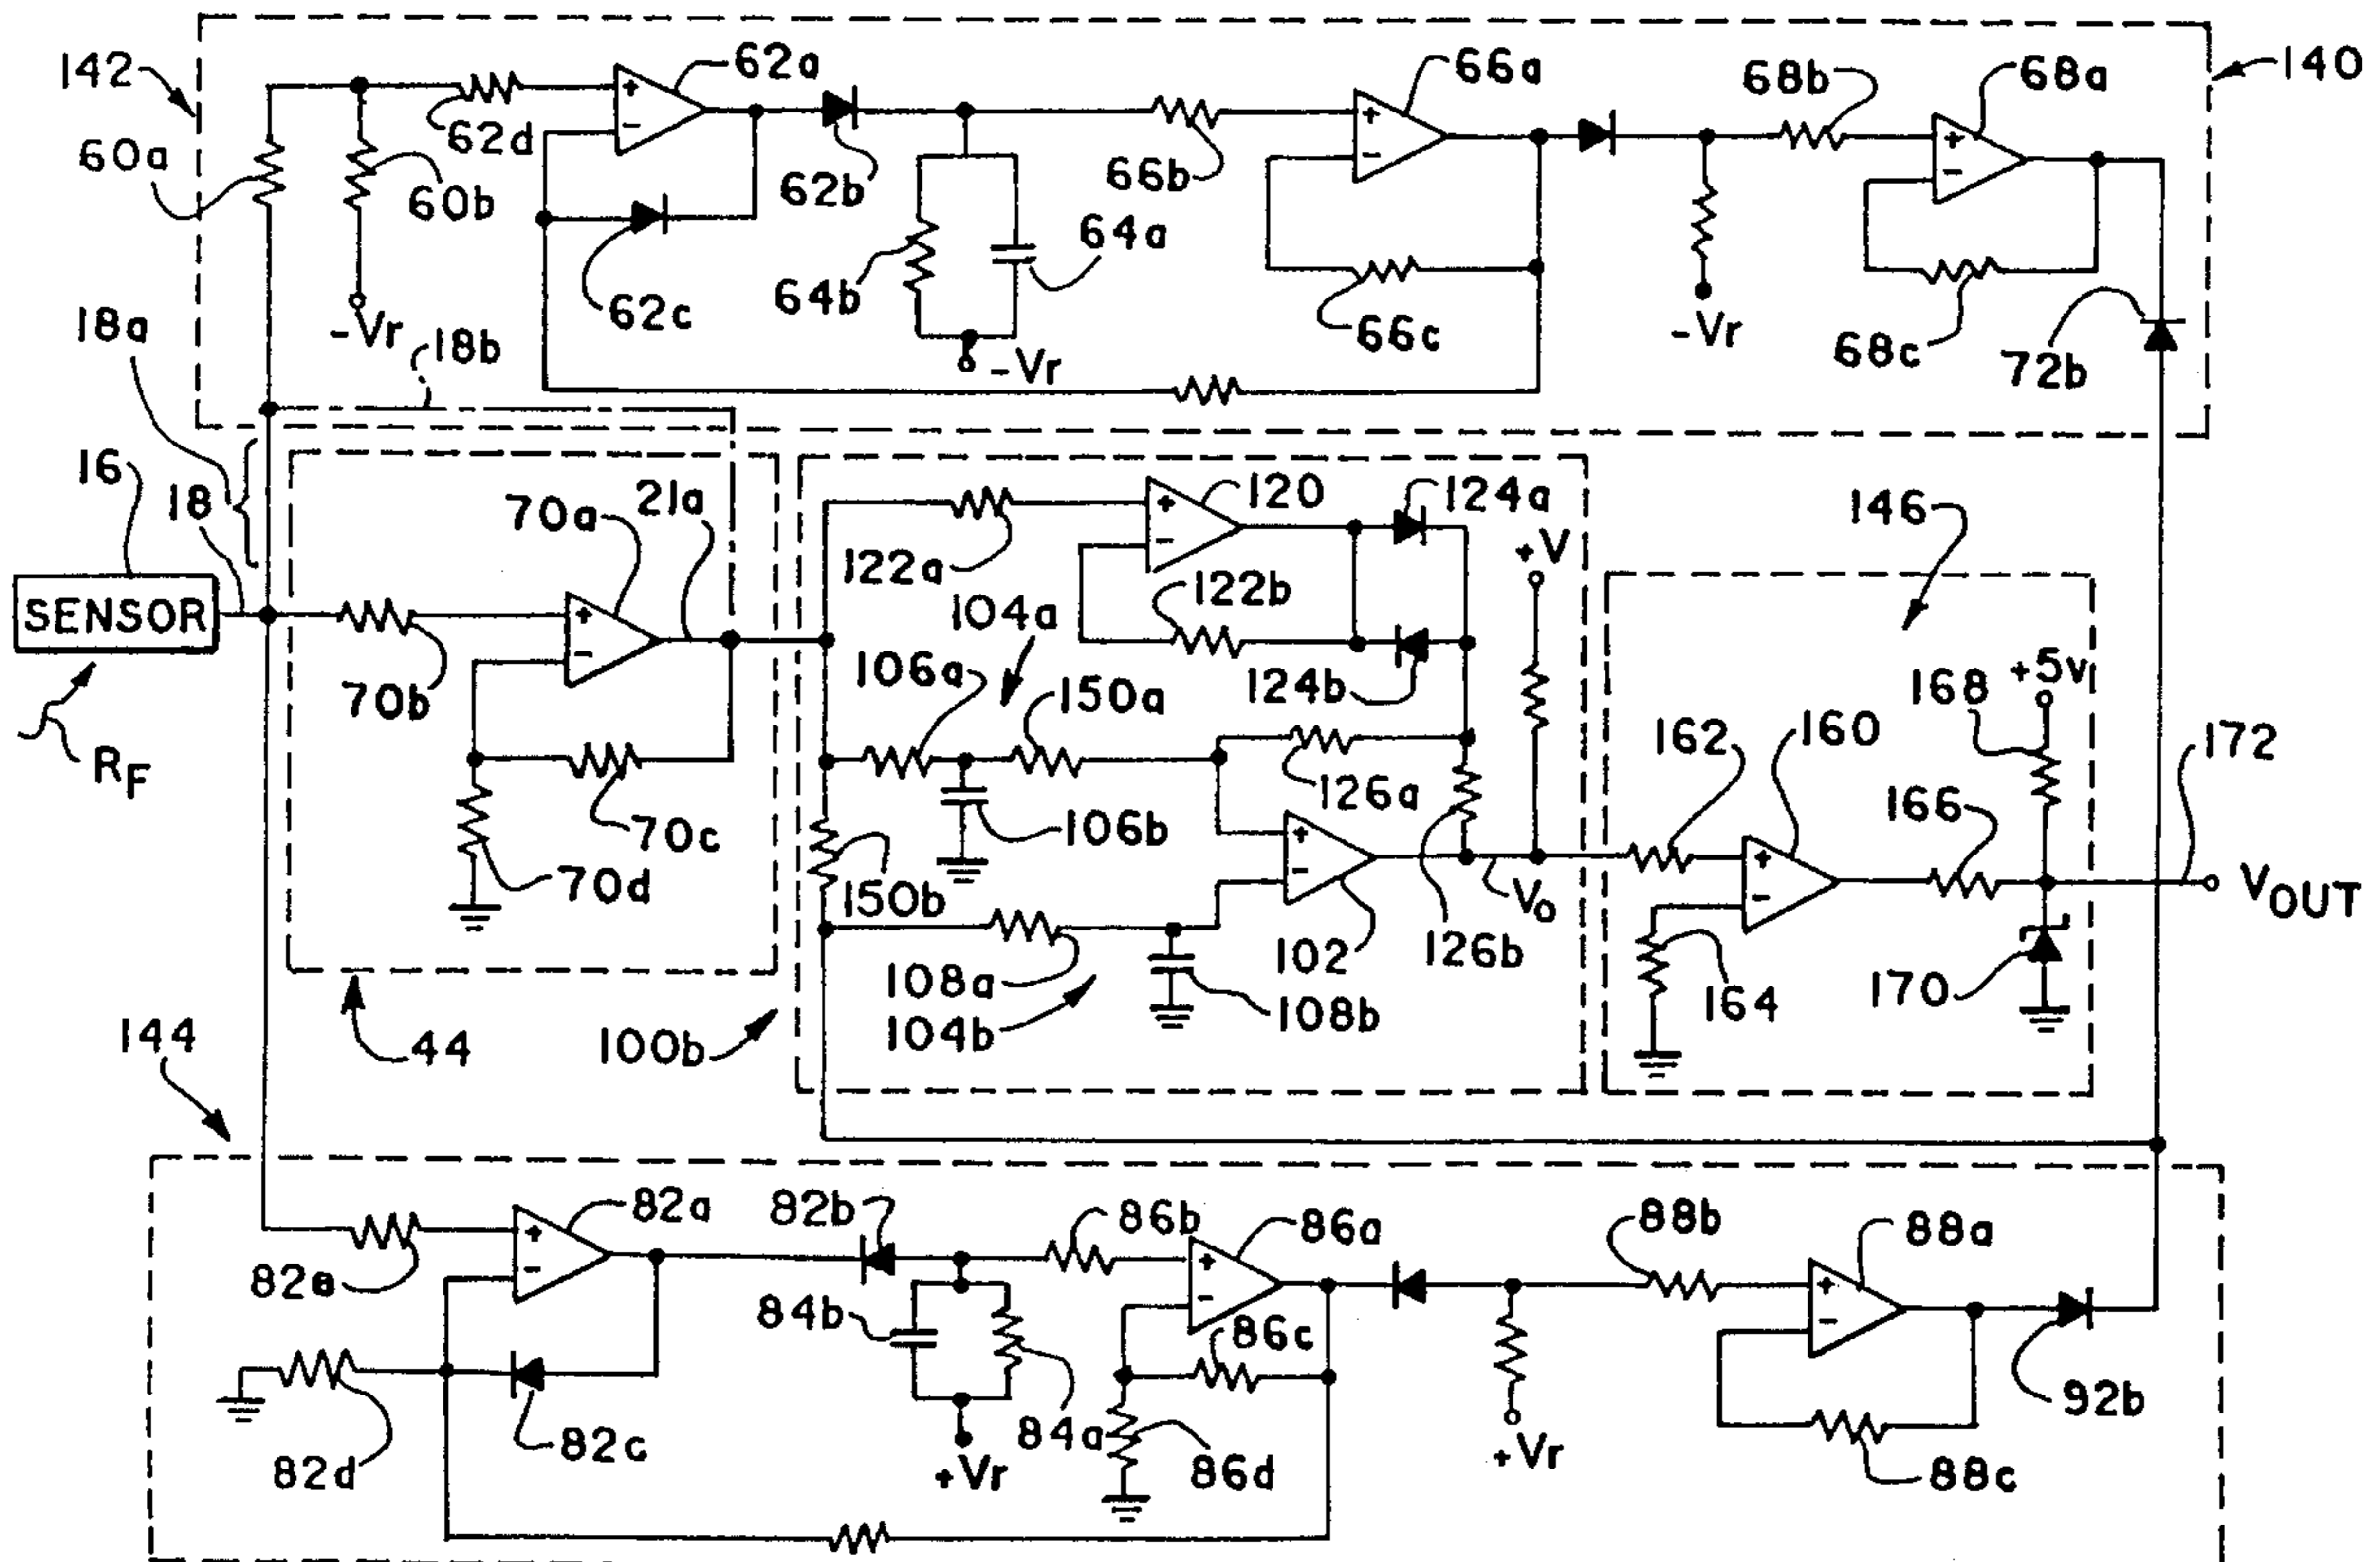 142
60a
62d
60b
-Vr
62a
62c
62b
64b
64a
-Vr
66b
66a
66c
68b
-Vr
68a
68c
72b
140
18a
18b
16
18
SENSOR
RF
70a
21a
70b
70c
70d
44
100b
120
122a
122b
124a
124b
+V
104a
106a
150a
106b
126a
150b
108a
104b
108b
102
126b
Vo
146
162
160
164
166
168
+5v
170
172
VOUT
144
82e
82a
82b
82c
82d
84b
84a
+Vr
86b
86a
86c
86d
+Vr
88b
88a
88c
92b